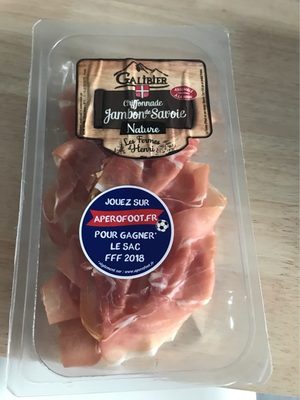 GALIBIER
Chiffonnade
Jambon de Savoie
Nature
Les Fermes
d'Henri
JOUEZ SUR
APEROFOOT.FR
POUR GAGNER*
LE SAC
FFF 2018